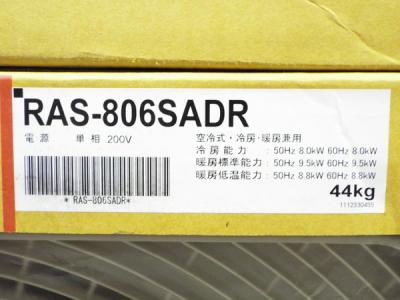 RAS-806SADR
電源 単相 200V
空冷式・冷房・暖房兼用
冷房能力 : 50Hz 8.0kW 60Hz 8.0kW
暖房標準能力 : 50Hz 9.5kW 60Hz 9.5kW
暖房低温能力 : 50Hz 8.8kW 60Hz 8.8kW
* RAS-806SADR *
44kg
1112330455